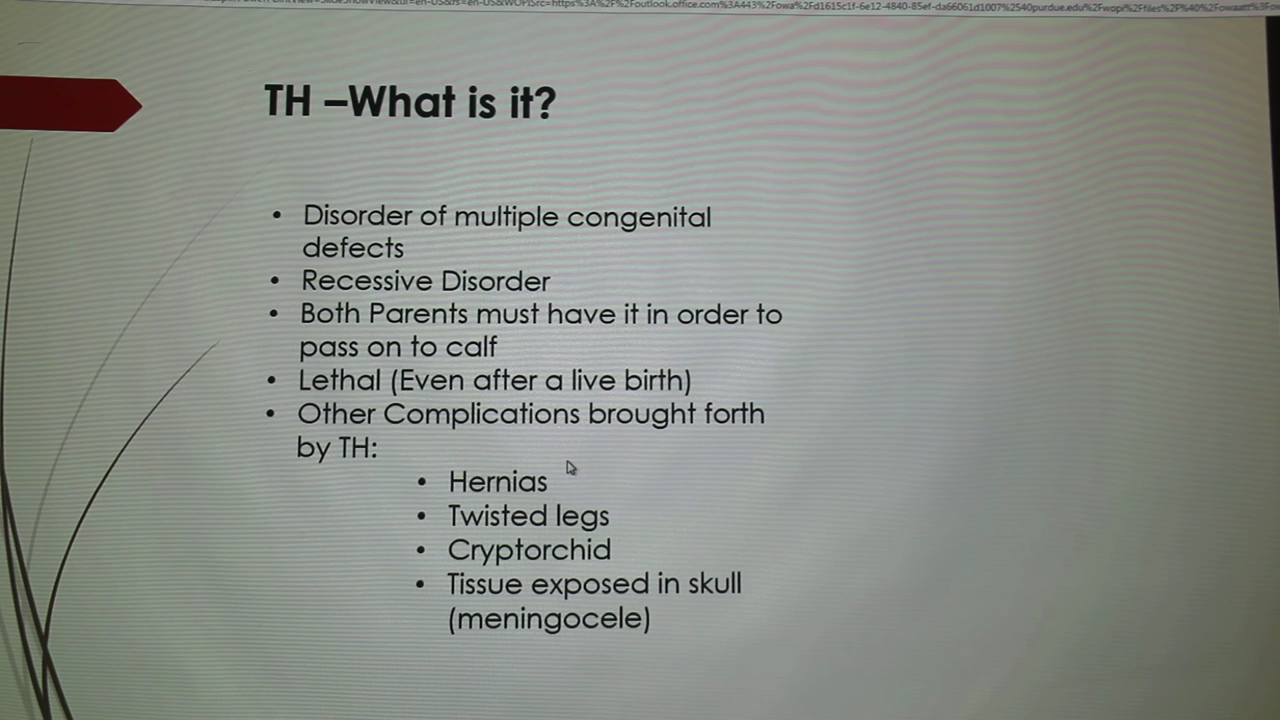 TH –What is it?
• Disorder of multiple congenital
defects
• Recessive Disorder
• Both Parents must have it in order to
pass on to calf
• Lethal (Even after a live birth)
• Other Complications brought forth
by TH:
• Hernias
• Twisted legs
• Cryptorchid
• Tissue exposed in skull
(meningocele)